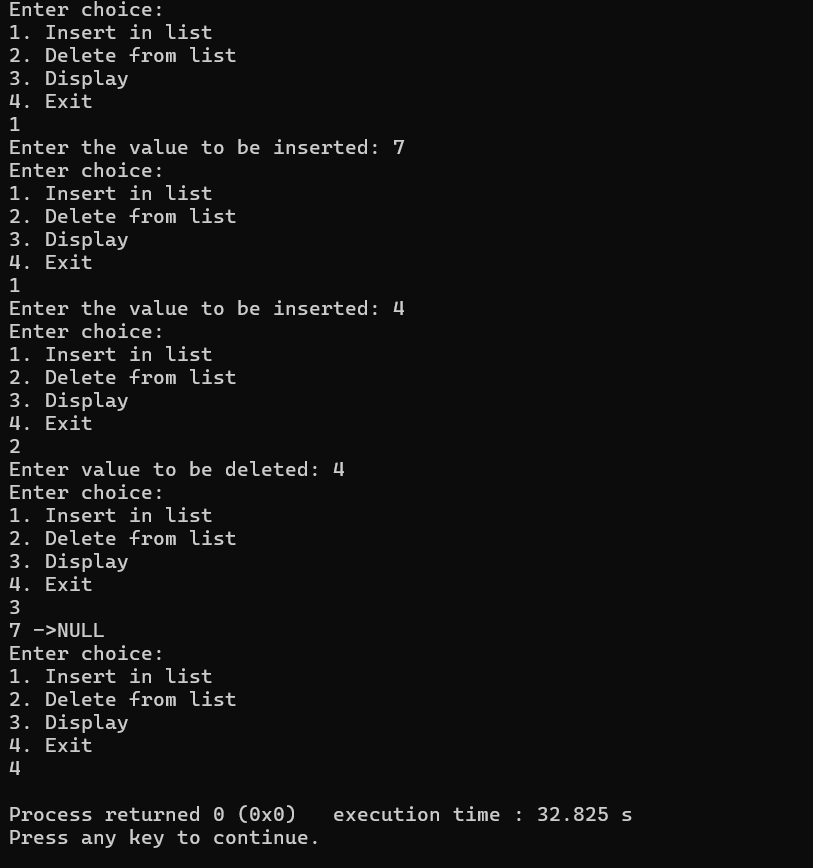 Enter choice:
1. Insert in list
2. Delete from list
3. Display
4. Exit
1
Enter the value to be inserted: 7
Enter choice:
1. Insert in list
2. Delete from list
3. Display
4. Exit
1
Enter the value to be inserted: 4
Enter choice:
1. Insert in list
2. Delete from list
3. Display
4. Exit
2
Enter value to be deleted: 4
Enter choice:
1. Insert in list
2. Delete from list
3. Display
4. Exit
3
7 ->NULL
Enter choice:
1. Insert in list
2. Delete from list
3. Display
4. Exit
4

Process returned 0 (0x0)   execution time : 32.825 s
Press any key to continue.